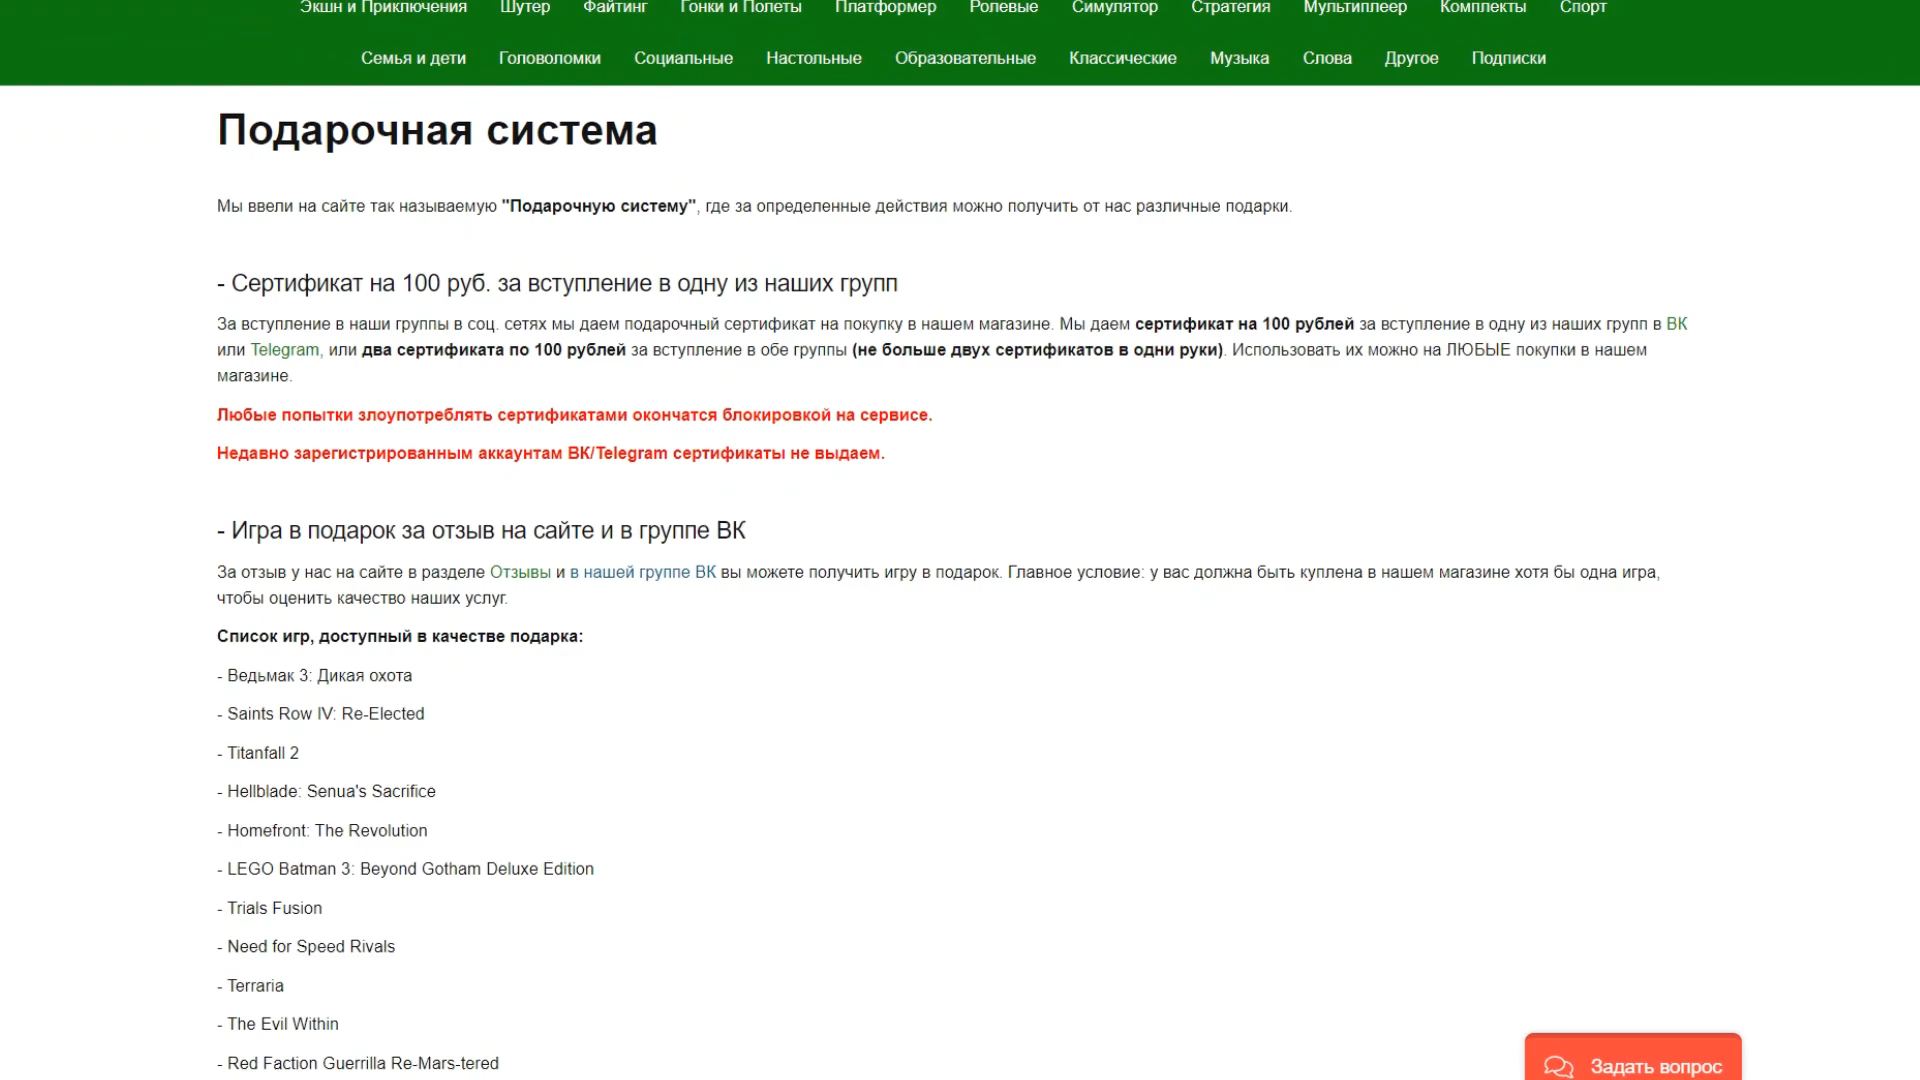 Экшн и Приключения Шутер Файтинг Гонки и Полеты Платформер Ролевые Симулятор Стратегия Мультиплеер Комплекты Спорт
Семья и дети Головоломки Социальные Настольные Образовательные Классические Музыка Слова Другое Подписки
Подарочная система
Мы ввели на сайте так называемую "Подарочную систему", где за определенные действия можно получить от нас различные подарки.
- Сертификат на 100 руб. за вступление в одну из наших групп
За вступление в наши группы в соц. сетях мы даем подарочный сертификат на покупку в нашем магазине. Мы даем сертификат на 100 рублей за вступление в одну из наших групп в ВК
или Telegram, или два сертификата по 100 рублей за вступление в обе группы (не больше двух сертификатов в одни руки). Использовать их можно на ЛЮБЫЕ покупки в нашем
магазине.
Любые попытки злоупотреблять сертификатами окончатся блокировкой на сервисе.
Недавно зарегистрированным аккаунтам ВК/Telegram сертификаты не выдаем.
- Игра в подарок за отзыв на сайте и в группе ВК
За отзыв у нас на сайте в разделе Отзывы и в нашей группе ВК вы можете получить игру в подарок. Главное условие: у вас должна быть куплена в нашем магазине хотя бы одна игра,
чтобы оценить качество наших услуг.
Список игр, доступный в качестве подарка:
- Ведьмак 3: Дикая охота
- Saints Row IV: Re-Elected
- Titanfall 2
- Hellblade: Senua's Sacrifice
- Homefront: The Revolution
- LEGO Batman 3: Beyond Gotham Deluxe Edition
- Trials Fusion
- Need for Speed Rivals
- Terraria
- The Evil Within
- Red Faction Guerrilla Re-Mars-tered
Задать вопрос